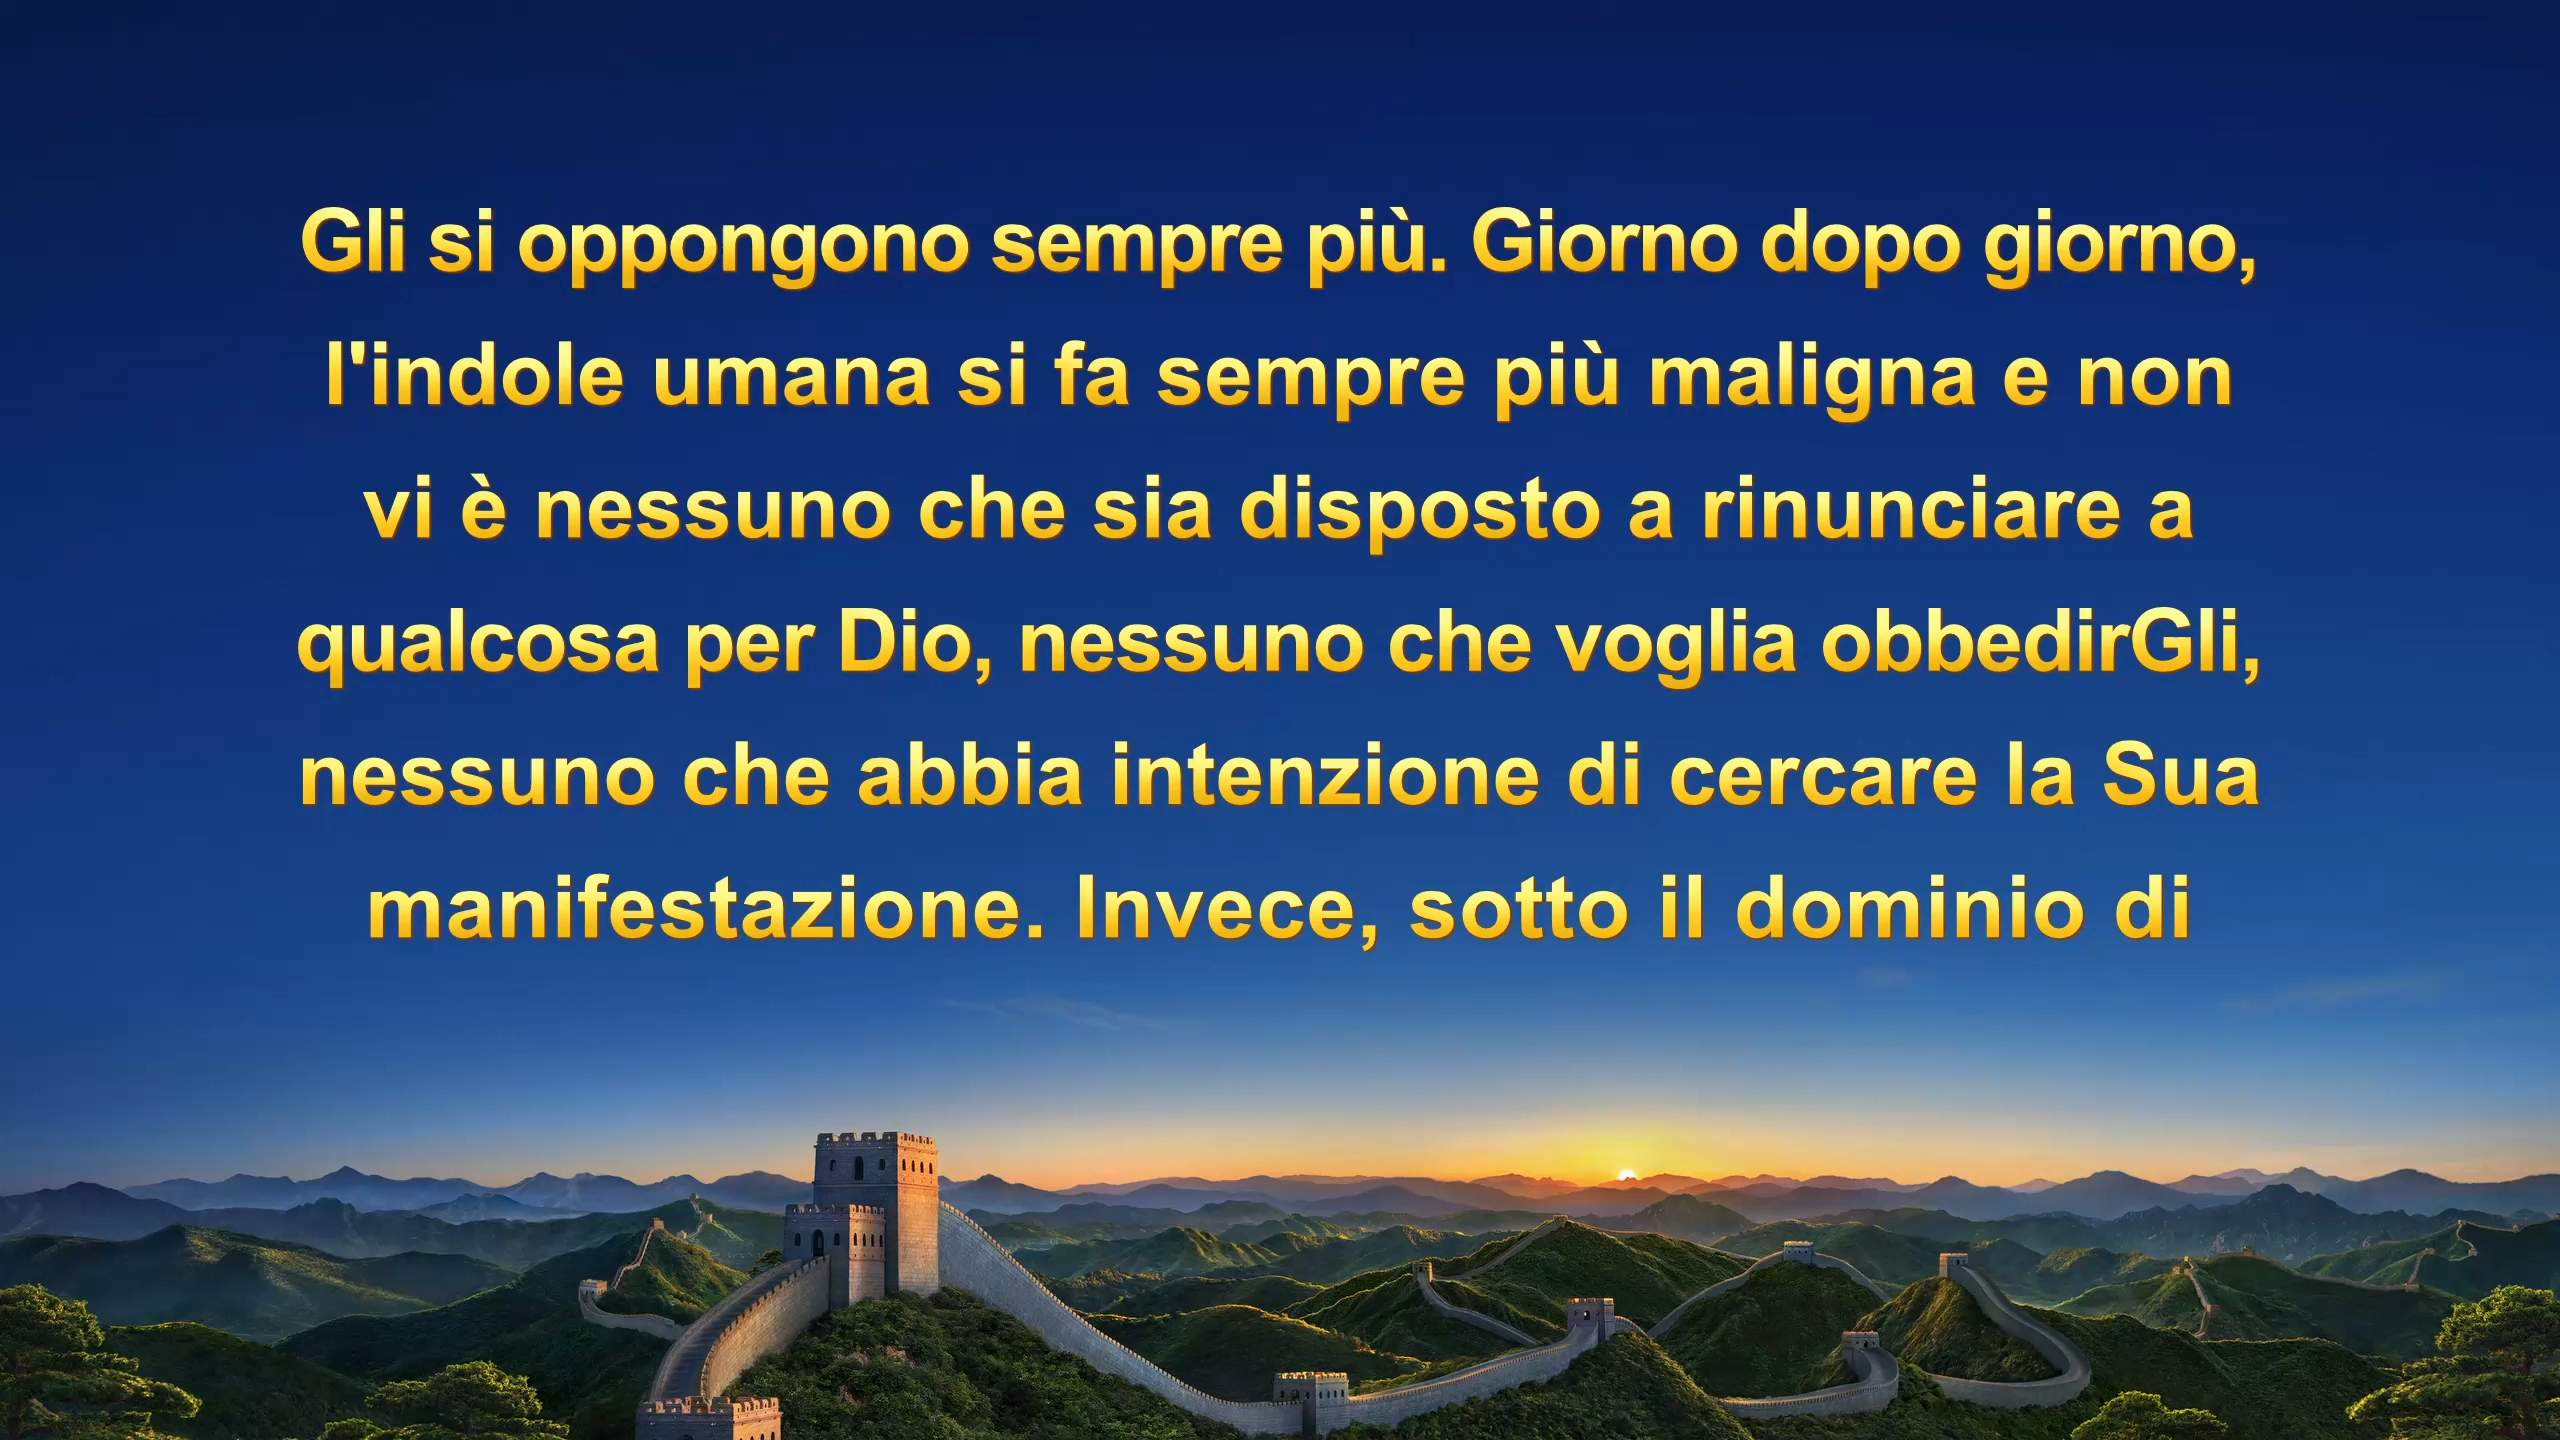 Gli si oppongono sempre più. Giorno dopo giorno,
l'indole umana si fa sempre più maligna e non
vi è nessuno che sia disposto a rinunciare a
qualcosa per Dio, nessuno che voglia obbedirGli,
nessuno che abbia intenzione di cercare la Sua
manifestazione. Invece, sotto il dominio di